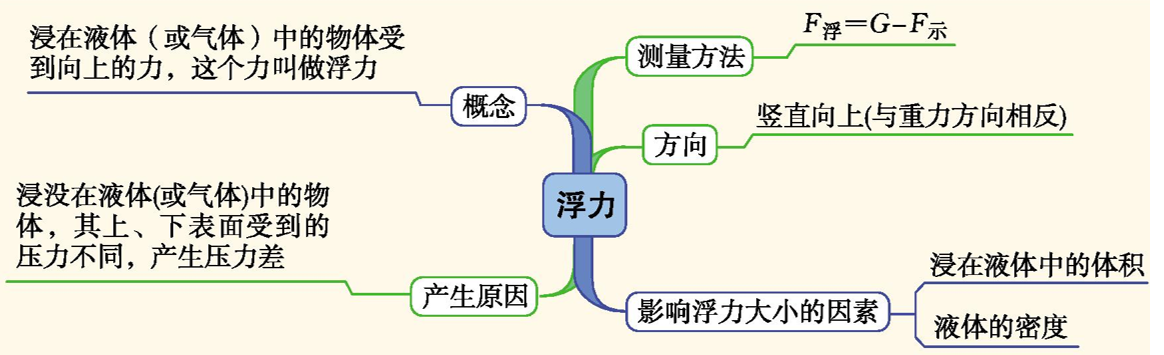 浮力
概念
浸在液体（或气体）中的物体受
到向上的力，这个力叫做浮力
产生原因
浸没在液体(或气体)中的物
体，其上、下表面受到的
压力不同，产生压力差
测量方法
F浮＝G－F示
方向
竖直向上(与重力方向相反)
影响浮力大小的因素
浸在液体中的体积
液体的密度